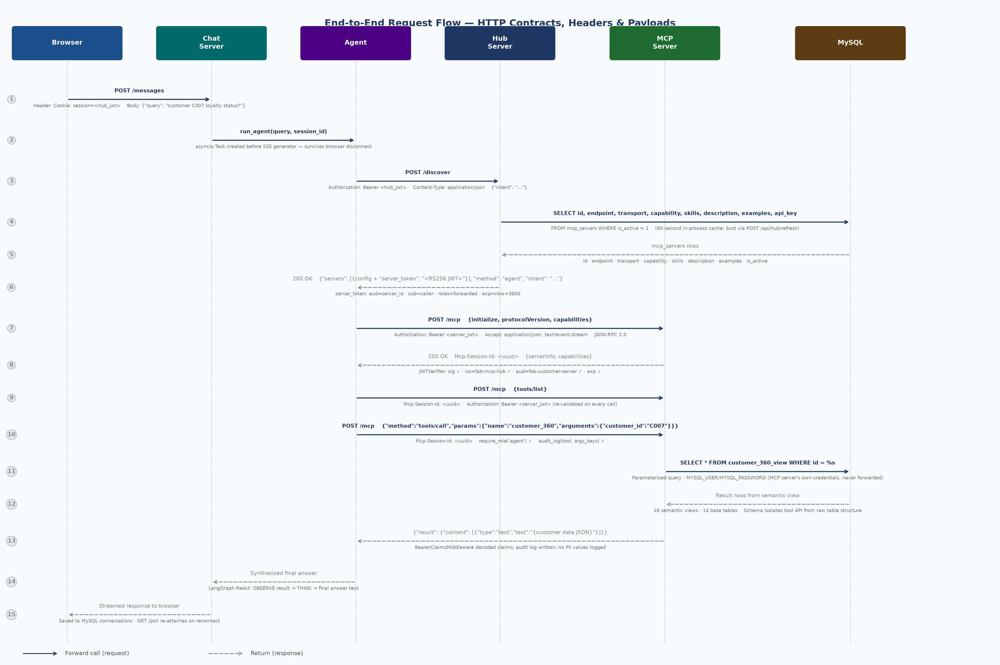 End-to-End Request Flow — HTTP Contracts, Headers & Payloads
Browser
Chat
Server
Agent
Hub
Server
MCP
Server
MySQL
1
POST /messages
Header: Cookie: session=<hub_jwt>    Body: {"query": "customer C007 loyalty status?"}
2
run_agent(query, session_id)
asyncio.Task created before SSE generator — survives browser disconnect
3
POST /discover
Authorization: Bearer <hub_jwt>    Content-Type: application/json    {"intent": "..."}
4
SELECT id, endpoint, transport, capability, skills, description, examples, api_key
FROM mcp_servers WHERE is_active = 1    (60-second in-process cache; bust via POST /api/hub/refresh)
5
mcp_servers rows
id · endpoint · transport · capability · skills · description · examples · is_active
6
200 OK    {"servers": [{config + "server_token": "<RS256 JWT>"}], "method": "agent", "intent": "..."}
server_token: aud=server_id · sub=caller · roles=forwarded · exp=now+3600
7
POST /mcp    {initialize, protocolVersion, capabilities}
Authorization: Bearer <server_jwt>    Accept: application/json, text/event-stream    JSON-RPC 2.0
8
200 OK    Mcp-Session-Id: <uuid>    {serverInfo, capabilities}
JWTVerifier: sig ✓ · iss=fab-mcp-hub ✓ · aud=fab-customer-server ✓ · exp ✓
9
POST /mcp    {tools/list}
Mcp-Session-Id: <uuid>    Authorization: Bearer <server_jwt> (re-validated on every call)
10
POST /mcp    {"method":"tools/call","params":{"name":"customer_360","arguments":{"customer_id":"C007"}}}
Mcp-Session-Id: <uuid>    require_role('agent') ✓    audit_log(tool, args_keys) ✓
11
SELECT * FROM customer_360_view WHERE id = %s
Parameterised query · MYSQL_USER/MYSQL_PASSWORD (MCP server's own credentials, never forwarded)
12
Result rows from semantic view
16 semantic views · 14 base tables    Schema isolates tool API from raw table structure
13
{"result": {"content": [{"type":"text","text":"{customer data JSON}"}]}}
BearerClaimsMiddleware decoded claims; audit log written; no PII values logged
14
Synthesized final answer
LangGraph ReAct: OBSERVE result → THINK → final answer text
15
Streamed response to browser
Saved to MySQL conversations · GET /poll re-attaches on reconnect
Forward call (request)
Return (response)